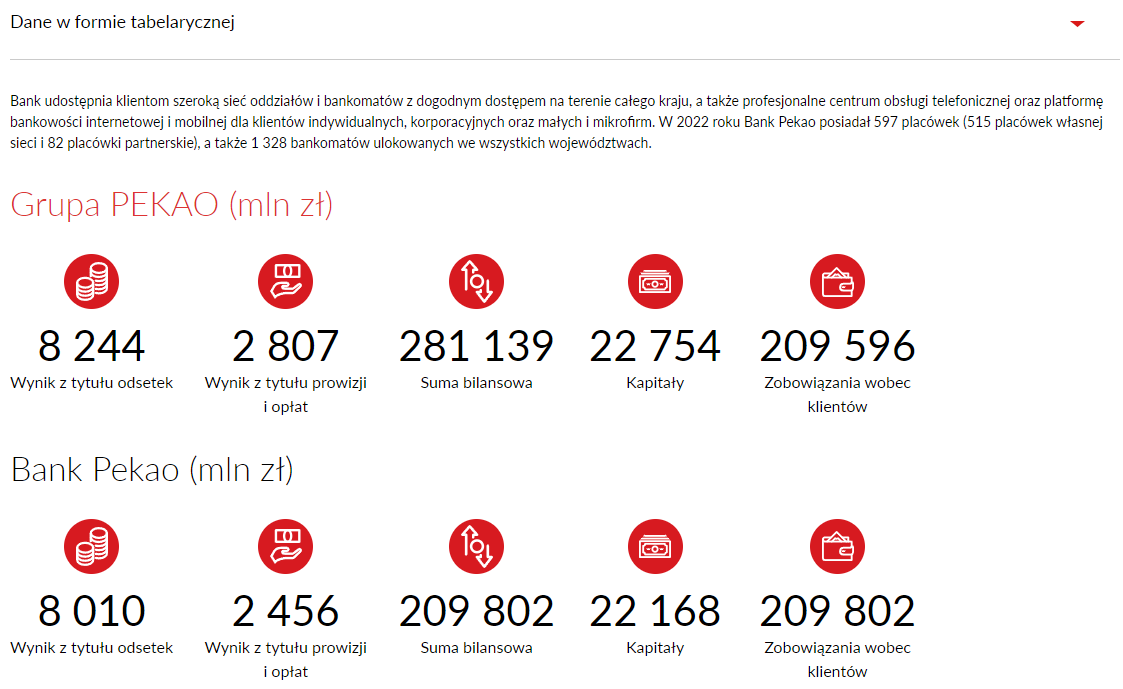 Dane w formie tabelarycznej
Bank udostępnia klientom szeroką sieć oddziałów i bankomatów z dogodnym dostępem na terenie całego kraju, a także profesjonalne centrum obsługi telefonicznej oraz platformę
bankowości internetowej i mobilnej dla klientów indywidualnych, korporacyjnych oraz małych i mikrofirm. W 2022 roku Bank Pekao posiadał 597 placówek (515 placówek własnej
sieci i 82 placówki partnerskie), a także 1 328 bankomatów ulokowanych we wszystkich województwach.
Grupa PEKAO (mln zł)
8 244
Wynik z tytułu odsetek
2 807
Wynik z tytułu prowizji
i opłat
281 139
Suma bilansowa
22 754
Kapitały
209 596
Zobowiązania wobec
klientów
Bank Pekao (mln zł)
8 010
Wynik z tytułu odsetek
2 456
Wynik z tytułu prowizji
i opłat
209 802
Suma bilansowa
22 168
Kapitały
209 802
Zobowiązania wobec
klientów